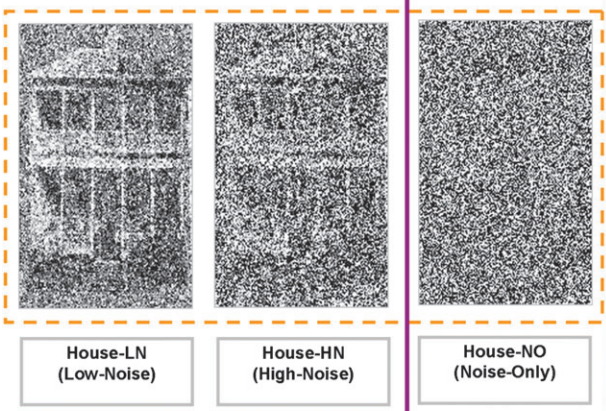 House-LN
(Low-Noise)
House-HN
(High-Noise)
House-NO
(Noise-Only)